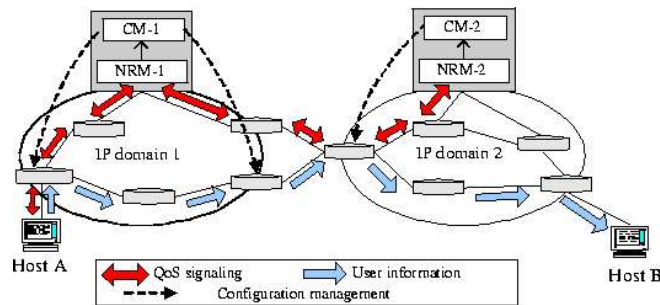 CM-1
NRM-1
CM-2
NRM-2
IP domain 1
IP domain 2
Host A
Host B
QoS signaling
User information
Configuration management